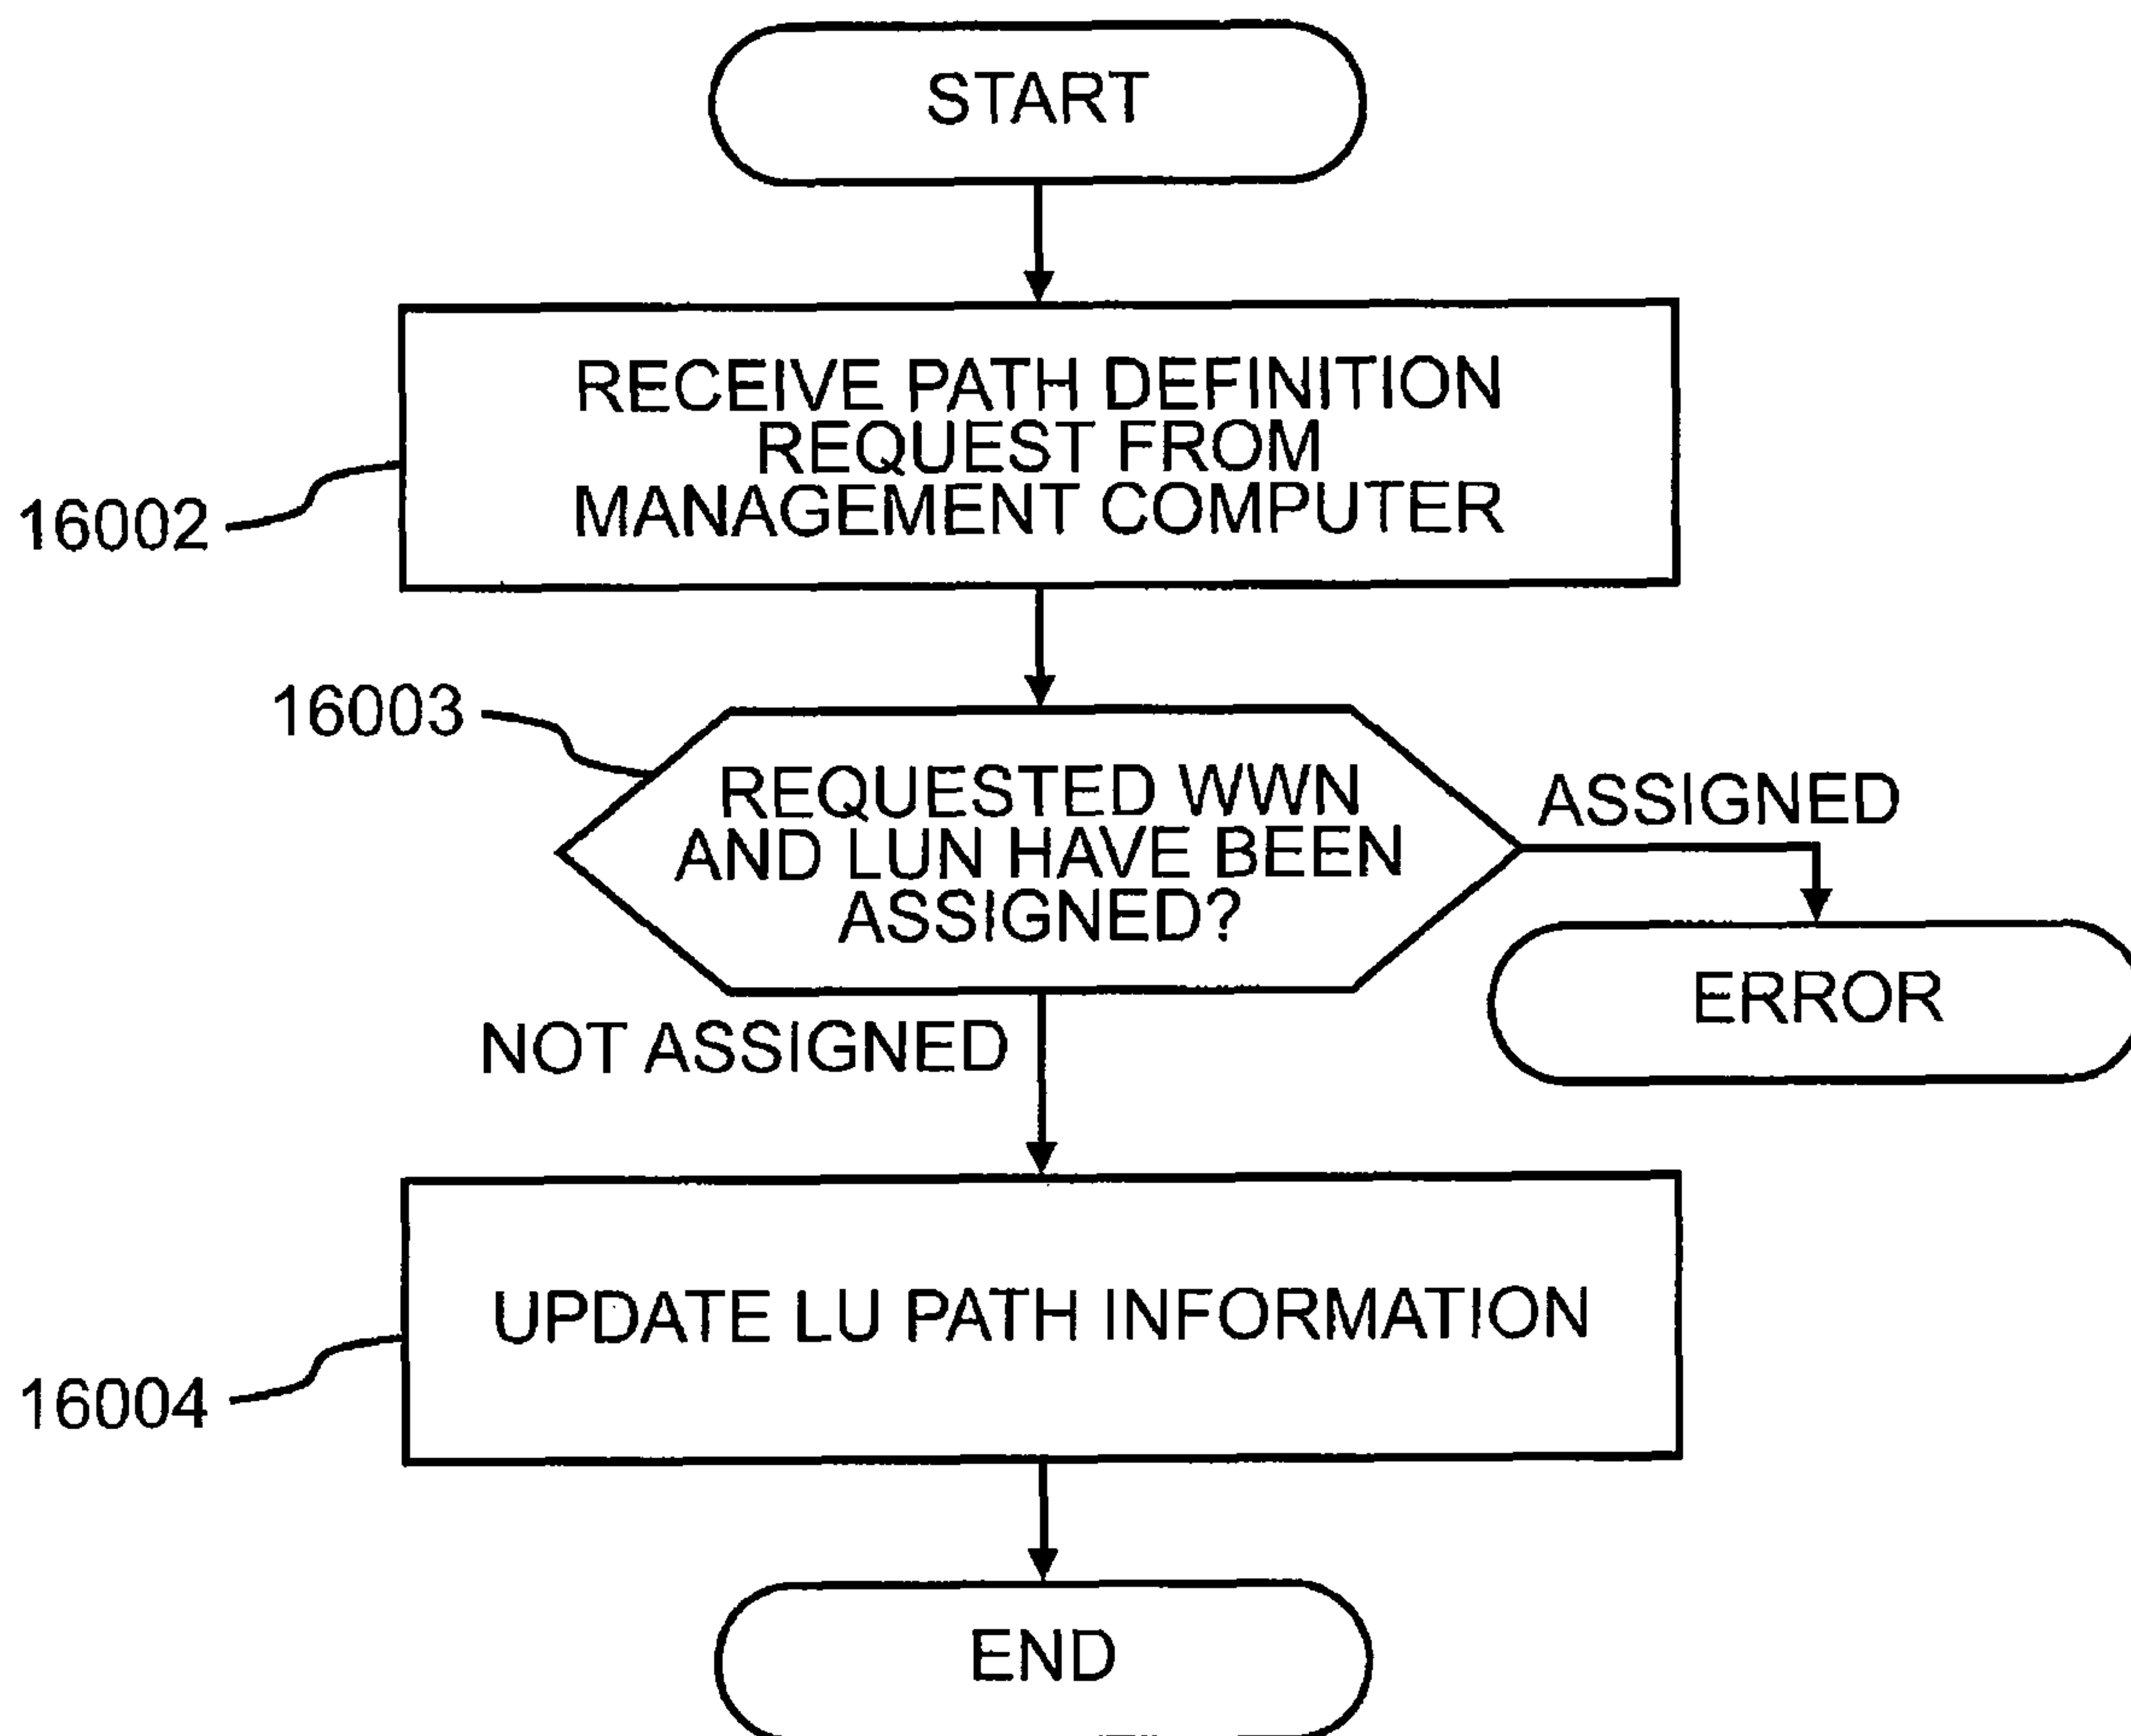 START
RECEIVE PATH DEFINITION
REQUEST FROM
MANAGEMENT COMPUTER
16002
16003
REQUESTED WWN
AND LUN HAVE BEEN
ASSIGNED?
ASSIGNED
ERROR
NOT ASSIGNED
UPDATE LU PATH INFORMATION
16004
END